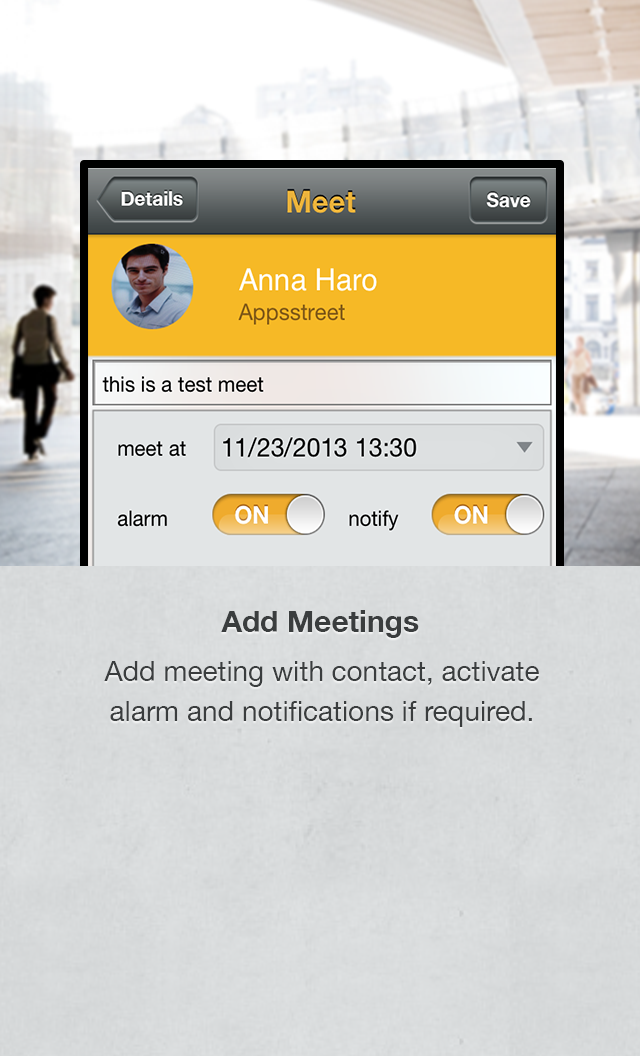 Details
Meet
Save
Anna Haro
Appsstreet
this is a test meet
meet at
11/23/2013 13:30
alarm
ON
notify
ON
Add Meetings
Add meeting with contact, activate
alarm and notifications if required.